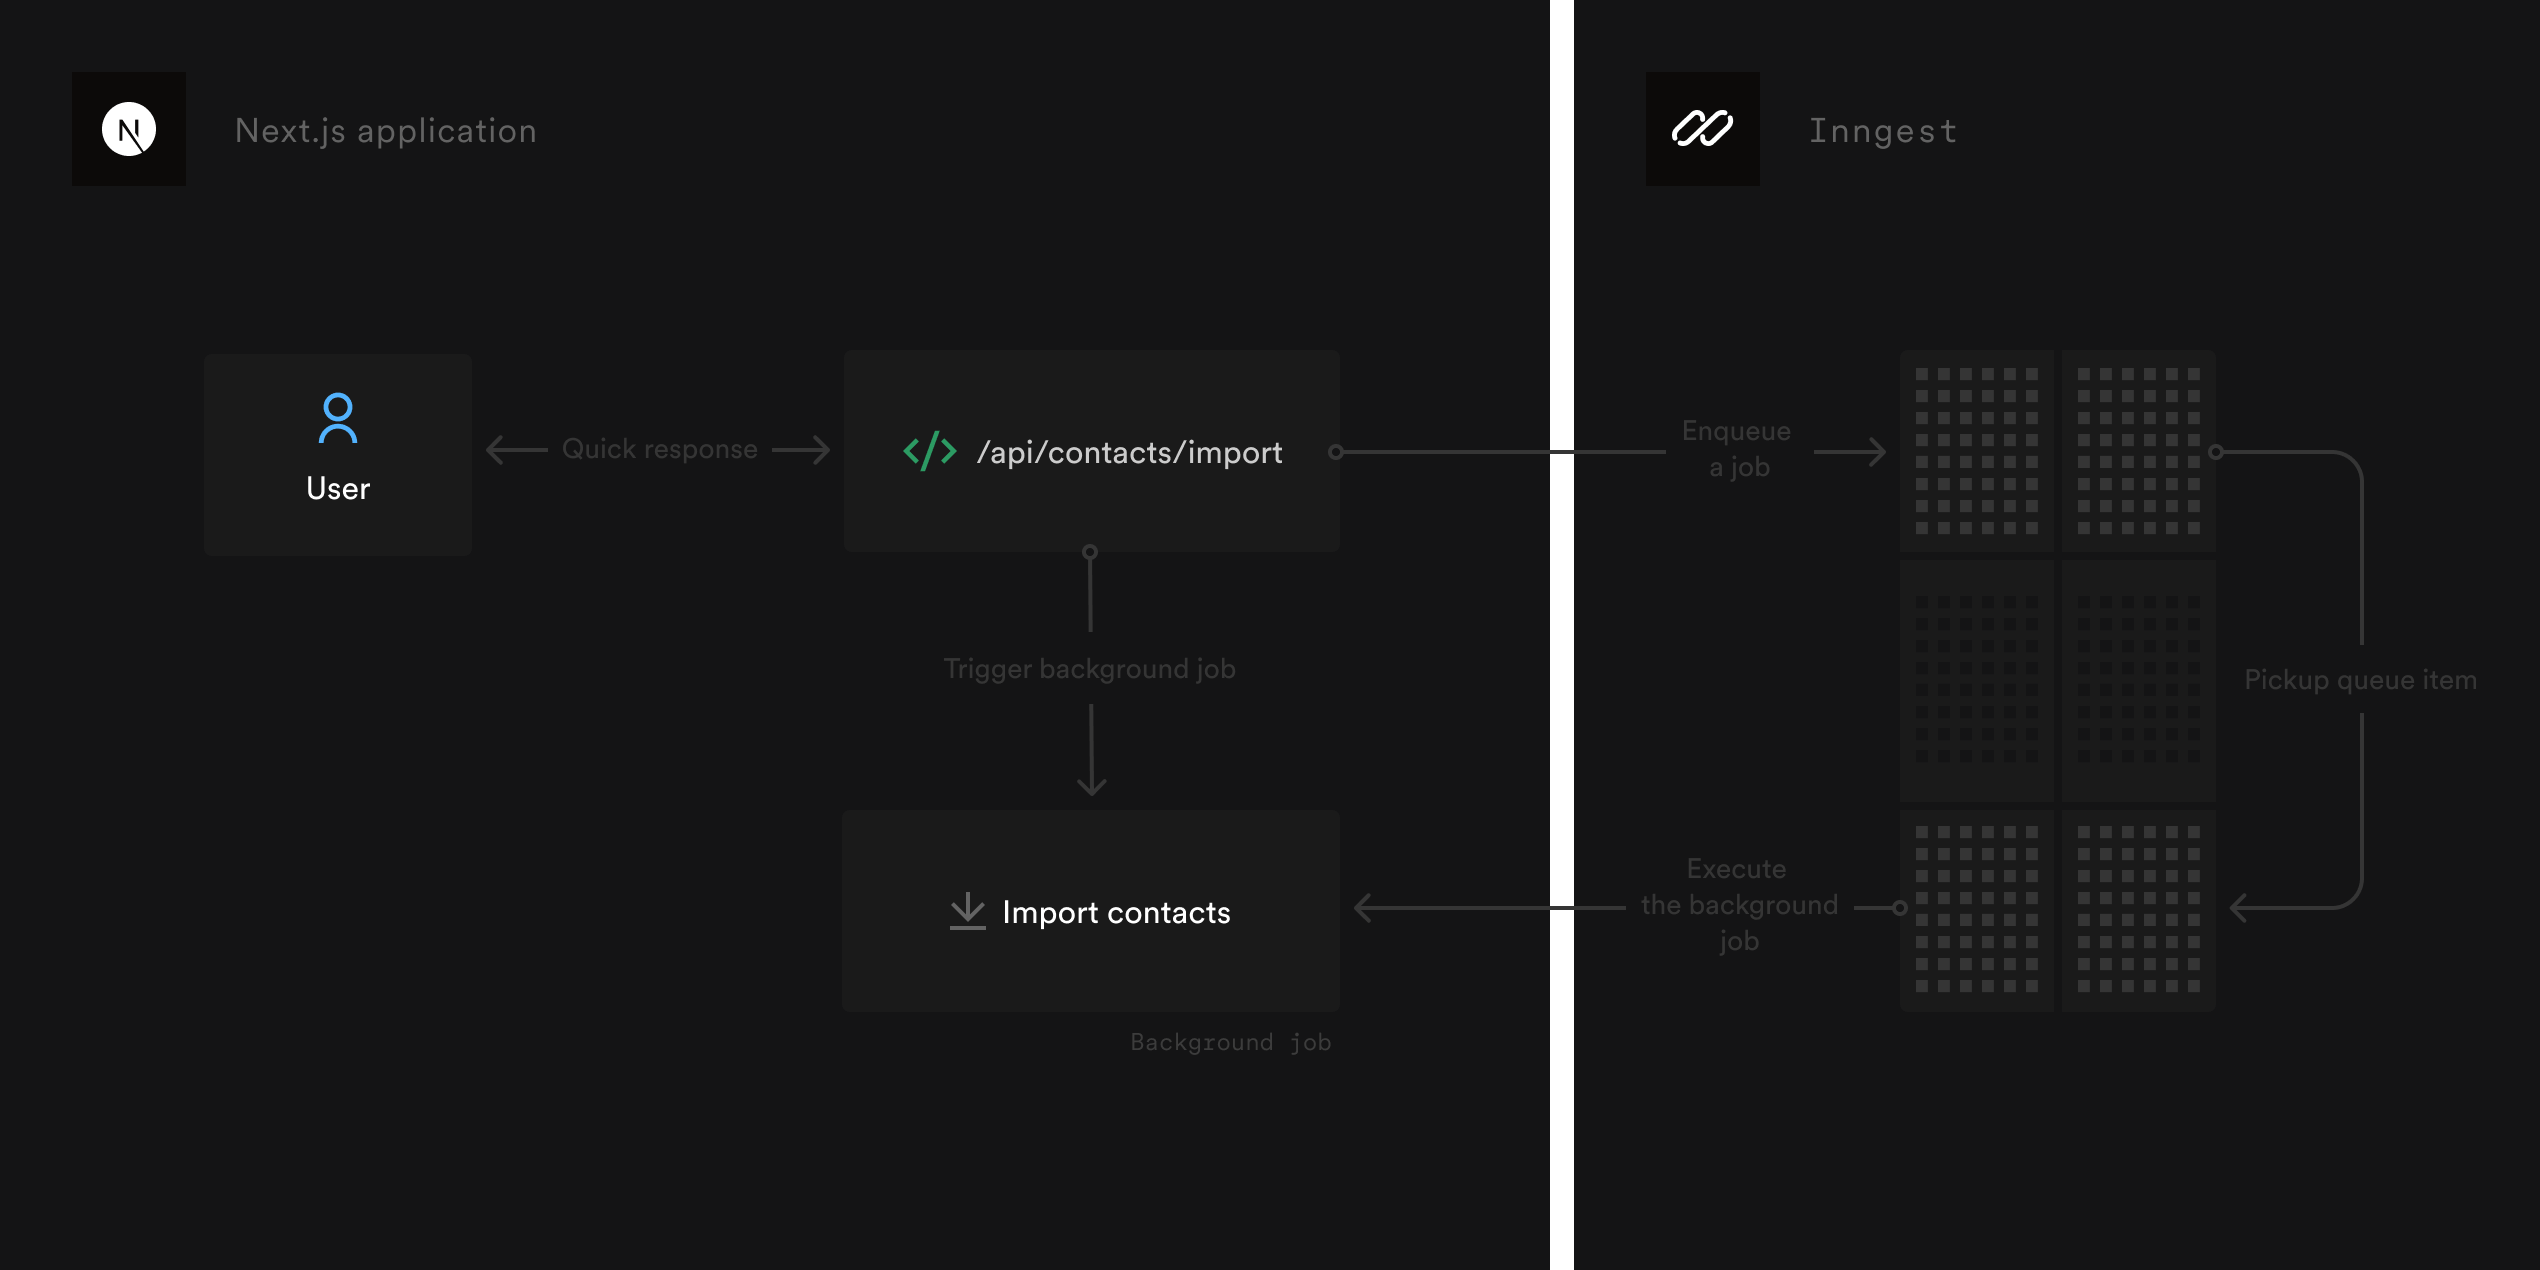 Next.js application
Inngest
User
Quick response
/api/contacts/import
Enqueue
a job
Trigger background job
Pickup queue item
Import contacts
Execute
the background
job
Background job